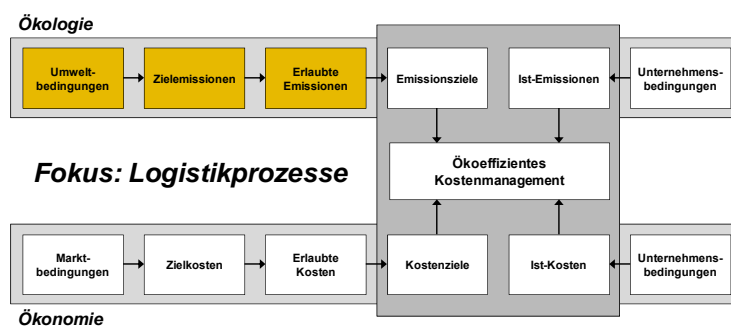 Ökologie
Umwelt-
bedingungen
Zielemissionen
Erlaubte
Emissionen
Emissionsziele
Ist-Emissionen
Unternehmens-
bedingungen
Fokus: Logistikprozesse
Ökoeffizientes
Kostenmanagement
Markt-
bedingungen
Zielkosten
Erlaubte
Kosten
Kostenziele
Ist-Kosten
Unternehmens-
bedingungen
Ökonomie